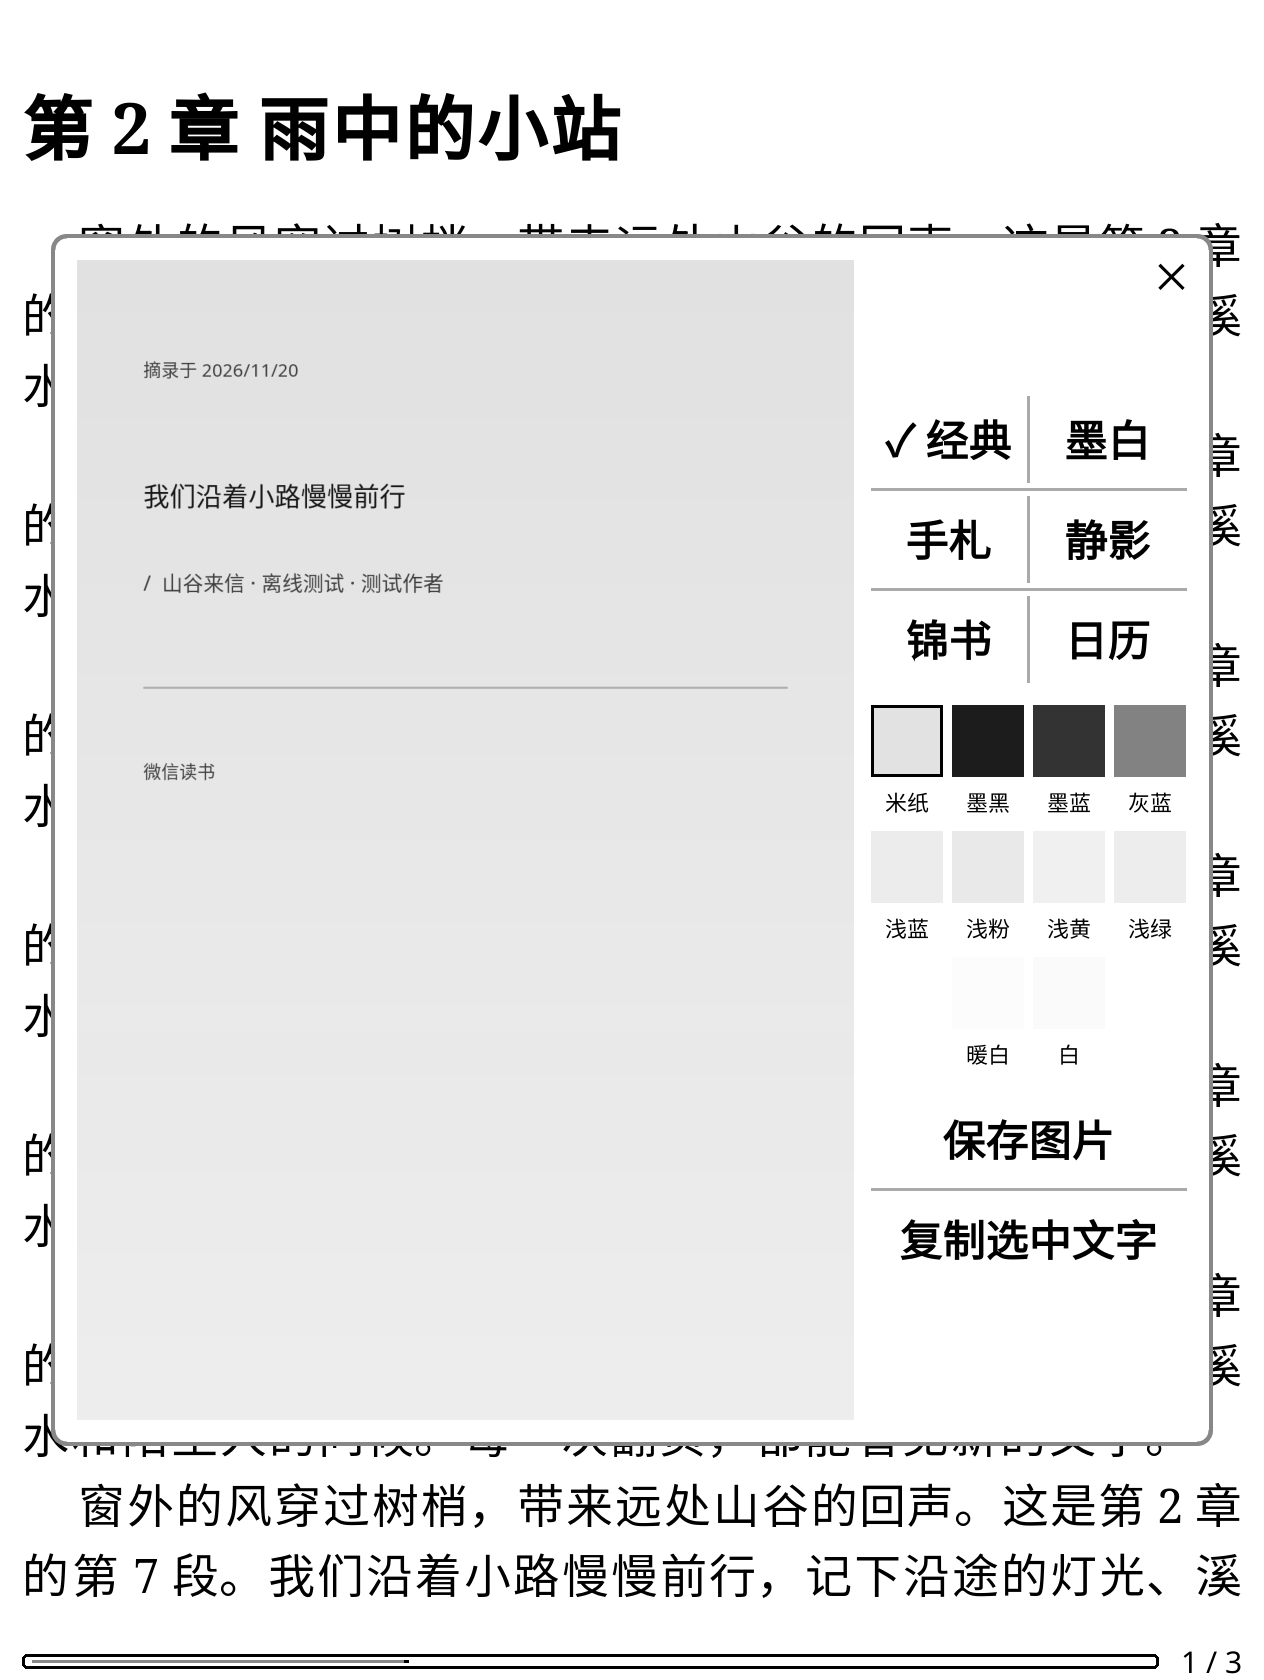 第 2 章 雨中的小站
章
的
溪
水
摘录于 2026/11/20
我们沿着小路慢慢前行
/ 山谷来信 · 离线测试 · 测试作者
微信读书
✓ 经典
墨白
手札
静影
锦书
日历
米纸
墨黑
墨蓝
灰蓝
浅蓝
浅粉
浅黄
浅绿
暖白
白
保存图片
复制选中文字
窗外的风穿过树梢，带来远处山谷的回声。这是第 2 章
的第 7 段。我们沿着小路慢慢前行，记下沿途的灯光、溪
1 / 3